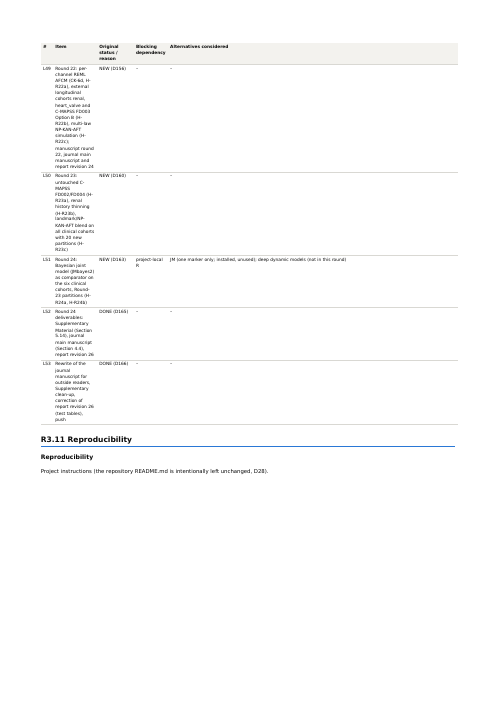 # Item Original status / reason Blocking dependency Alternatives considered
L49 Round 22: per- NEW (D156) – –
channel REML
AFCM (CK-6d, H-
R22a), external
longitudinal
cohorts renal,
heart_valve and
C-MAPSS FD003
Option B (H-
R22b), multi-law
NP-KAN-AFT
simulation (H-
R22c);
manuscript round
22, journal main
manuscript and
report revision 24
L50 Round 23: NEW (D160) – –
untouched C-
MAPSS
FD002/FD004 (H-
R23a), renal
history thinning
(H-R23b),
landmark/NP-
KAN-AFT blend on
all clinical cohorts
with 20 new
partitions (H-
R23c)
L51 Round 24: NEW (D163) project-local JM (one marker only; installed, unused); deep dynamic models (not in this round)
Bayesian joint R
model (JMbayes2)
as comparator on
the six clinical
cohorts, Round-
23 partitions (H-
R24a, H-R24b)
L52 Round 24 DONE (D165) – –
deliverables:
Supplementary
Material (Section
S.14), journal
main manuscript
(Section 4.4),
report revision 26
L53 Rewrite of the DONE (D166) – –
journal
manuscript for
outside readers,
Supplementary
clean-up,
correction of
report revision 26
(test tables),
push
R3.11 Reproducibility
Reproducibility
Project instructions (the repository README.md is intentionally left unchanged, D28).